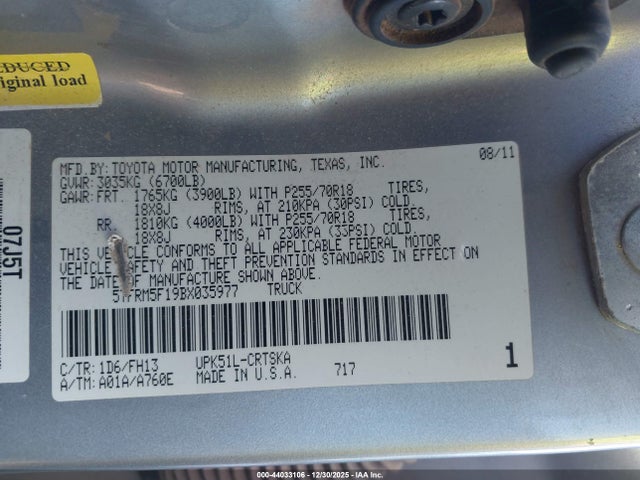 EDUCED
iginal load
07J5T
MFD.BY: TOYOTA MOTOR MANUFACTURING, TEXAS, INC. 08/11
GVWR: 3035KG (6700LB)
GAWR: FRT. 1765KG (3900LB) WITH P255/70R18 TIRES,
18X8J RIMS, AT 210KPA (30PSI) COLD.
RR. 1810KG (4000LB) WITH P255/70R18 TIRES,
18X8J RIMS, AT 230KPA (33PSI) COLD.
THIS VEHICLE CONFORMS TO ALL APPLICABLE FEDERAL MOTOR
VEHICLE SAFETY AND THEFT PREVENTION STANDARDS IN EFFECT ON
THE DATE OF MANUFACTURE SHOWN ABOVE.
5TFRM5F19BX035977 TRUCK
C/TR: 1D6/FH13 UPK51L-CRTSKA
A/TM: A01A/A760E MADE IN U.S.A. 717
1
000-44033106 - 12/30/2025 - IAA Inc.